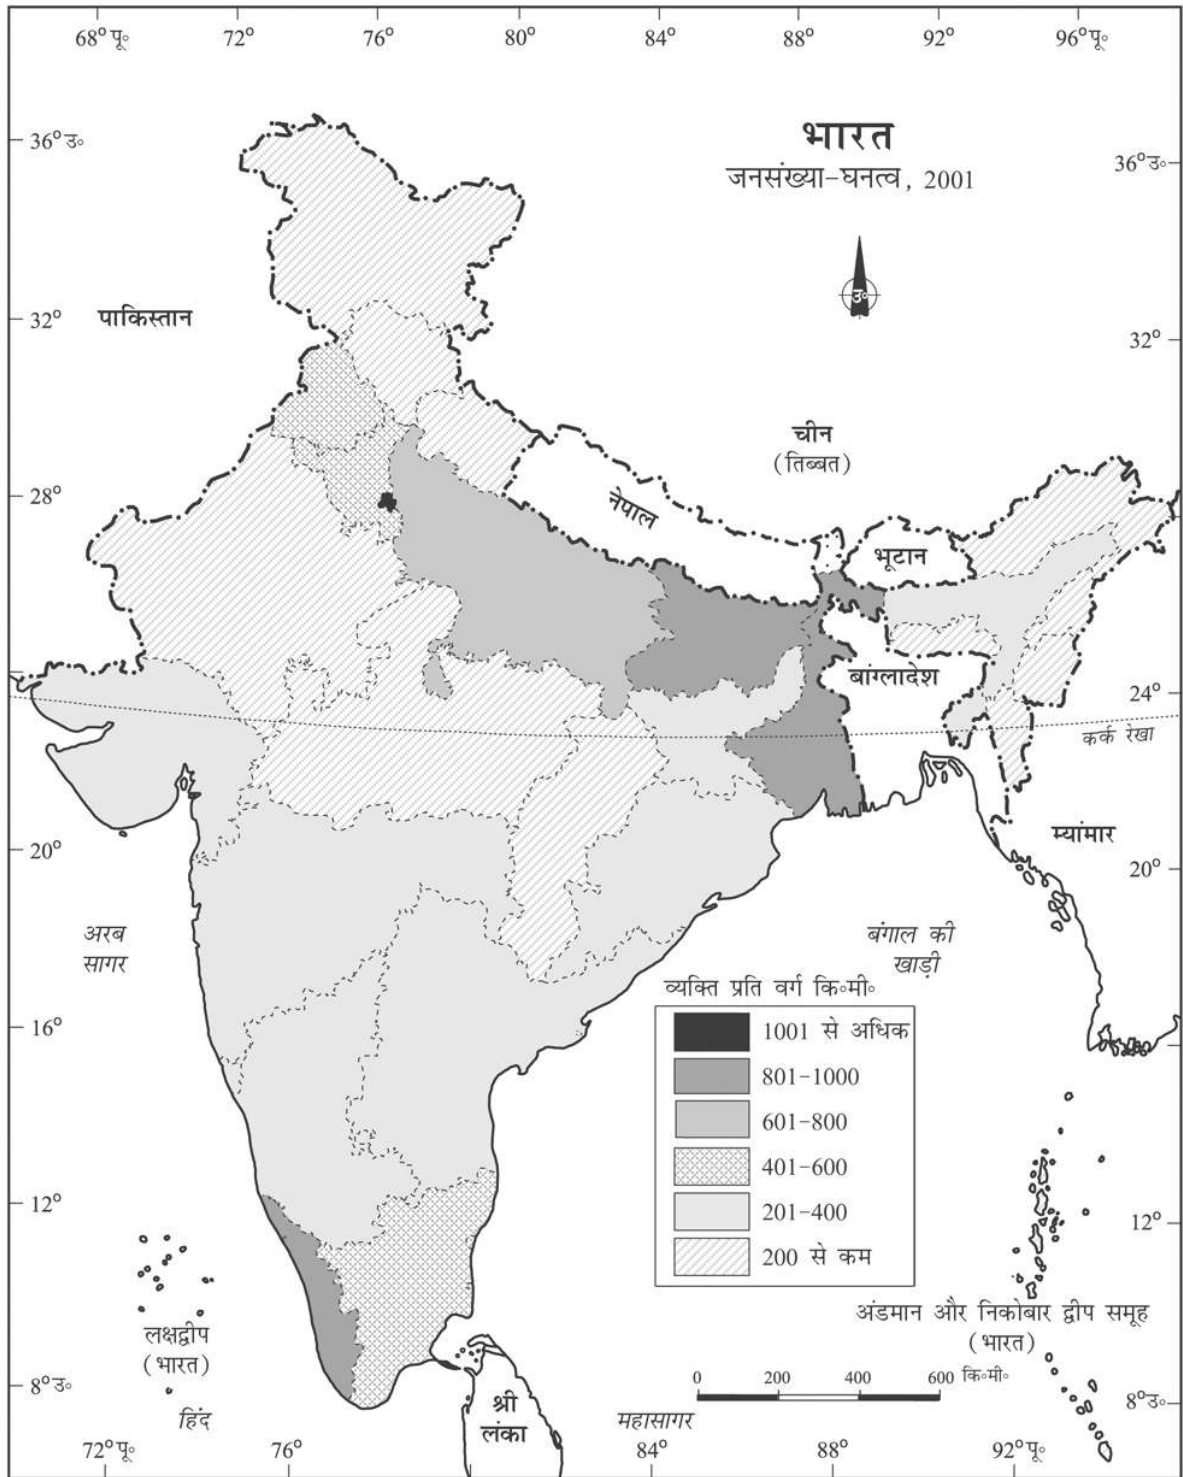 68° पू॰ 72° 76° 80° 84° 88° 92° 96° पू॰
36° उ॰
भारत
जनसंख्या-घनत्व, 2001
36° उ॰
उ॰
पाकिस्तान
32°
32°
चीन
(तिब्बत)
28°
नेपाल
भूटान
बांग्लादेश
24°
कर्क रेखा
म्यांमार
20°
20°
अरब
सागर
बंगाल की
खाड़ी
व्यक्ति प्रति वर्ग कि॰मी॰
1001 से अधिक
801-1000
601-800
401-600
201-400
200 से कम
16°
12°
12°
लक्षद्वीप
(भारत)
अंडमान और निकोबार द्वीप समूह
(भारत)
0 200 400 600 कि॰मी॰
8° उ॰
8° उ॰
हिंद
महासागर
श्री
लंका
72° पू॰ 76° 84° 88° 92° पू॰